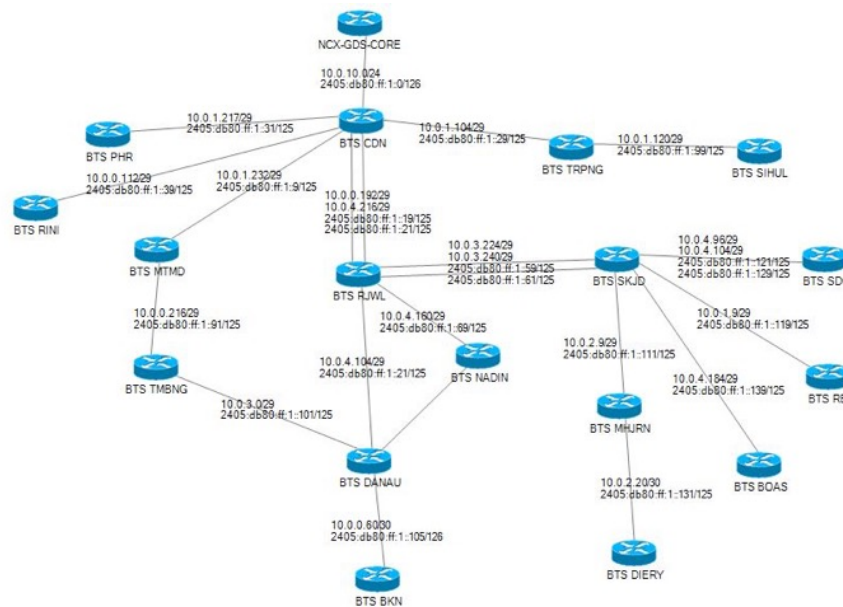 NCX-GDS-CORE
10.0.10.0/24
2405:db80:ff:1:0/126
10.0.1.217/29
2405:db80:ff:1::31/125
BTS PHR
BTS CDN
10.0.1.104/29
2405:db80:ff:1::29/125
BTS TRPNG
10.0.1.120/29
2405:db80:ff:1::99/125
BTS SIHUL
10.0.0.112/29
2405:db80:ff:1::39/125
BTS RINI
10.0.1.232/29
2405:db80:ff:1::9/125
BTS MTMD
10.0.0.192/29
10.0.4.216/29
2405:db80:ff:1::19/125
2405:db80:ff:1::21/125
BTS RJWL
10.0.3.224/29
10.0.3.240/29
2405:db80:ff:1::59/125
2405:db80:ff:1::61/125
BTS SKJD
10.0.4.96/29
10.0.4.104/29
2405:db80:ff:1::121/125
2405:db80:ff:1::129/125
10.0.0.216/29
2405:db80:ff:1::91/125
BTS TMBNG
10.0.4.160/29
2405:db80:ff:1::69/125
BTS NADIN
10.0.1.9/29
2405:db80:ff:1::119/125
10.0.2.9/29
2405:db80:ff:1::111/125
BTS MHJRN
10.0.4.104/29
2405:db80:ff:1::21/125
10.0.4.184/29
2405:db80:ff:1::139/125
BTS BOAS
10.0.3.0/29
2405:db80:ff:1::101/125
BTS DANAU
10.0.2.20/30
2405:db80:ff:1::131/125
BTS DIERY
10.0.0.60/30
2405:db80:ff:1::105/126
BTS BKN